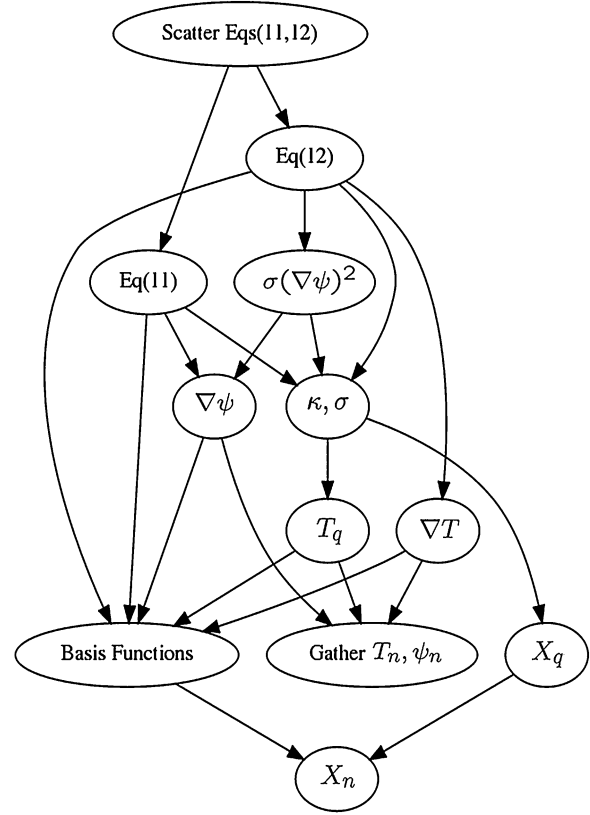 Scatter Eqs(11,12)
Eq(12)
Eq(11)
σ(∇ψ)²
∇ψ
κ, σ
T_q
∇T
Basis Functions
Gather T_n, ψ_n
X_q
X_n